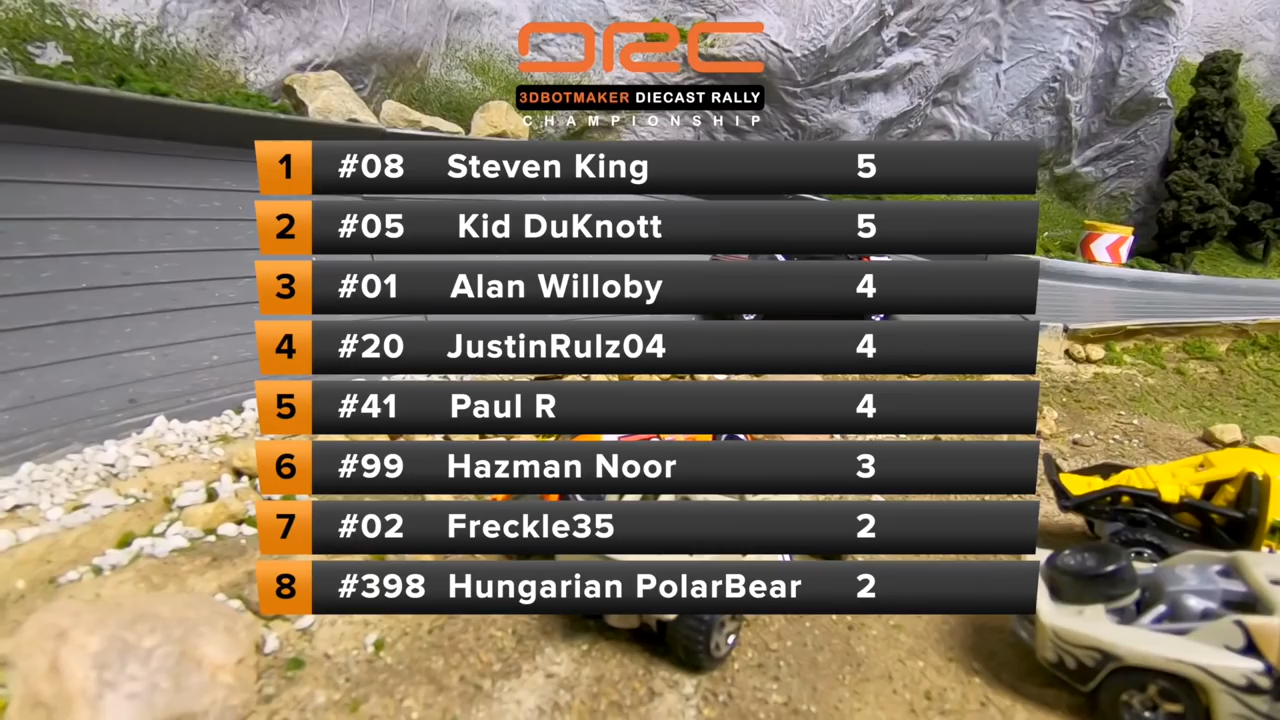 DRC
3DBOTMAKER DIECAST RALLY
CHAMPIONSHIP
1 #08 Steven King 5
2 #05 Kid DuKnott 5
3 #01 Alan Willoby 4
4 #20 JustinRulz04 4
5 #41 Paul R 4
6 #99 Hazman Noor 3
7 #02 Freckle35 2
8 #398 Hungarian PolarBear 2